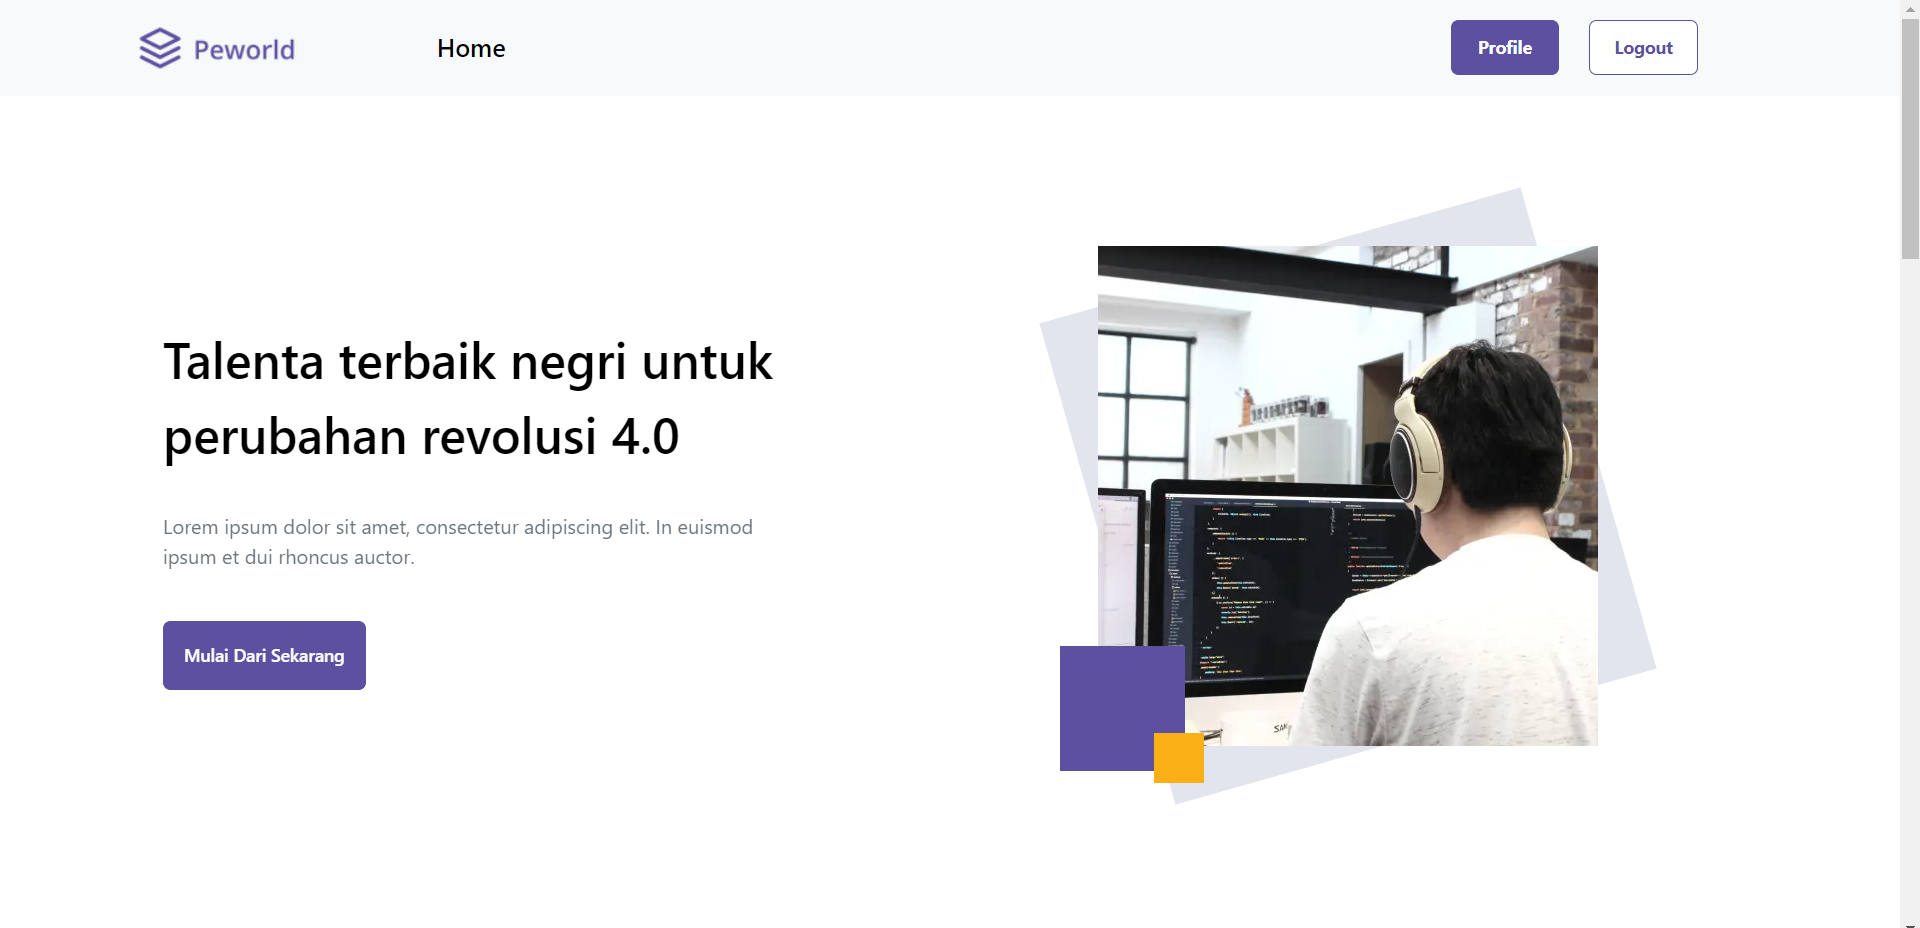 Peworld
Home
Profile
Logout
Talenta terbaik negri untuk
perubahan revolusi 4.0
Lorem ipsum dolor sit amet, consectetur adipiscing elit. In euismod
ipsum et dui rhoncus auctor.
Mulai Dari Sekarang